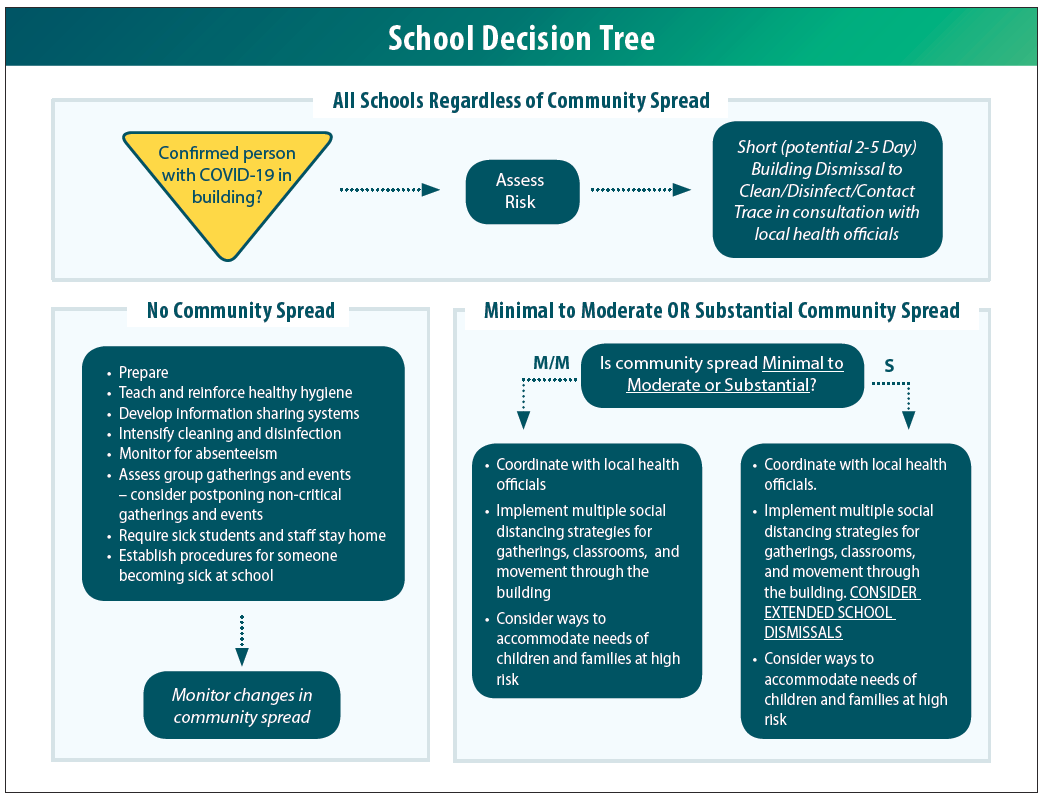 School Decision Tree
All Schools Regardless of Community Spread
Confirmed person
with COVID-19 in
building?
Assess
Risk
Short (potential 2-5 Day)
Building Dismissal to
Clean/Disinfect/Contact
Trace in consultation with
local health officials
No Community Spread
• Prepare
• Teach and reinforce healthy hygiene
• Develop information sharing systems
• Intensify cleaning and disinfection
• Monitor for absenteeism
• Assess group gatherings and events
– consider postponing non-critical
gatherings and events
• Require sick students and staff stay home
• Establish procedures for someone
becoming sick at school
Monitor changes in
community spread
Minimal to Moderate OR Substantial Community Spread
M/M
Is community spread Minimal to
Moderate or Substantial?
S
• Coordinate with local health
officials
• Implement multiple social
distancing strategies for
gatherings, classrooms, and
movement through the
building
• Consider ways to
accommodate needs of
children and families at high
risk
• Coordinate with local health
officials.
• Implement multiple social
distancing strategies for
gatherings, classrooms,
and movement through
the building. CONSIDER
EXTENDED SCHOOL
DISMISSALS
• Consider ways to
accommodate needs of
children and families at high
risk